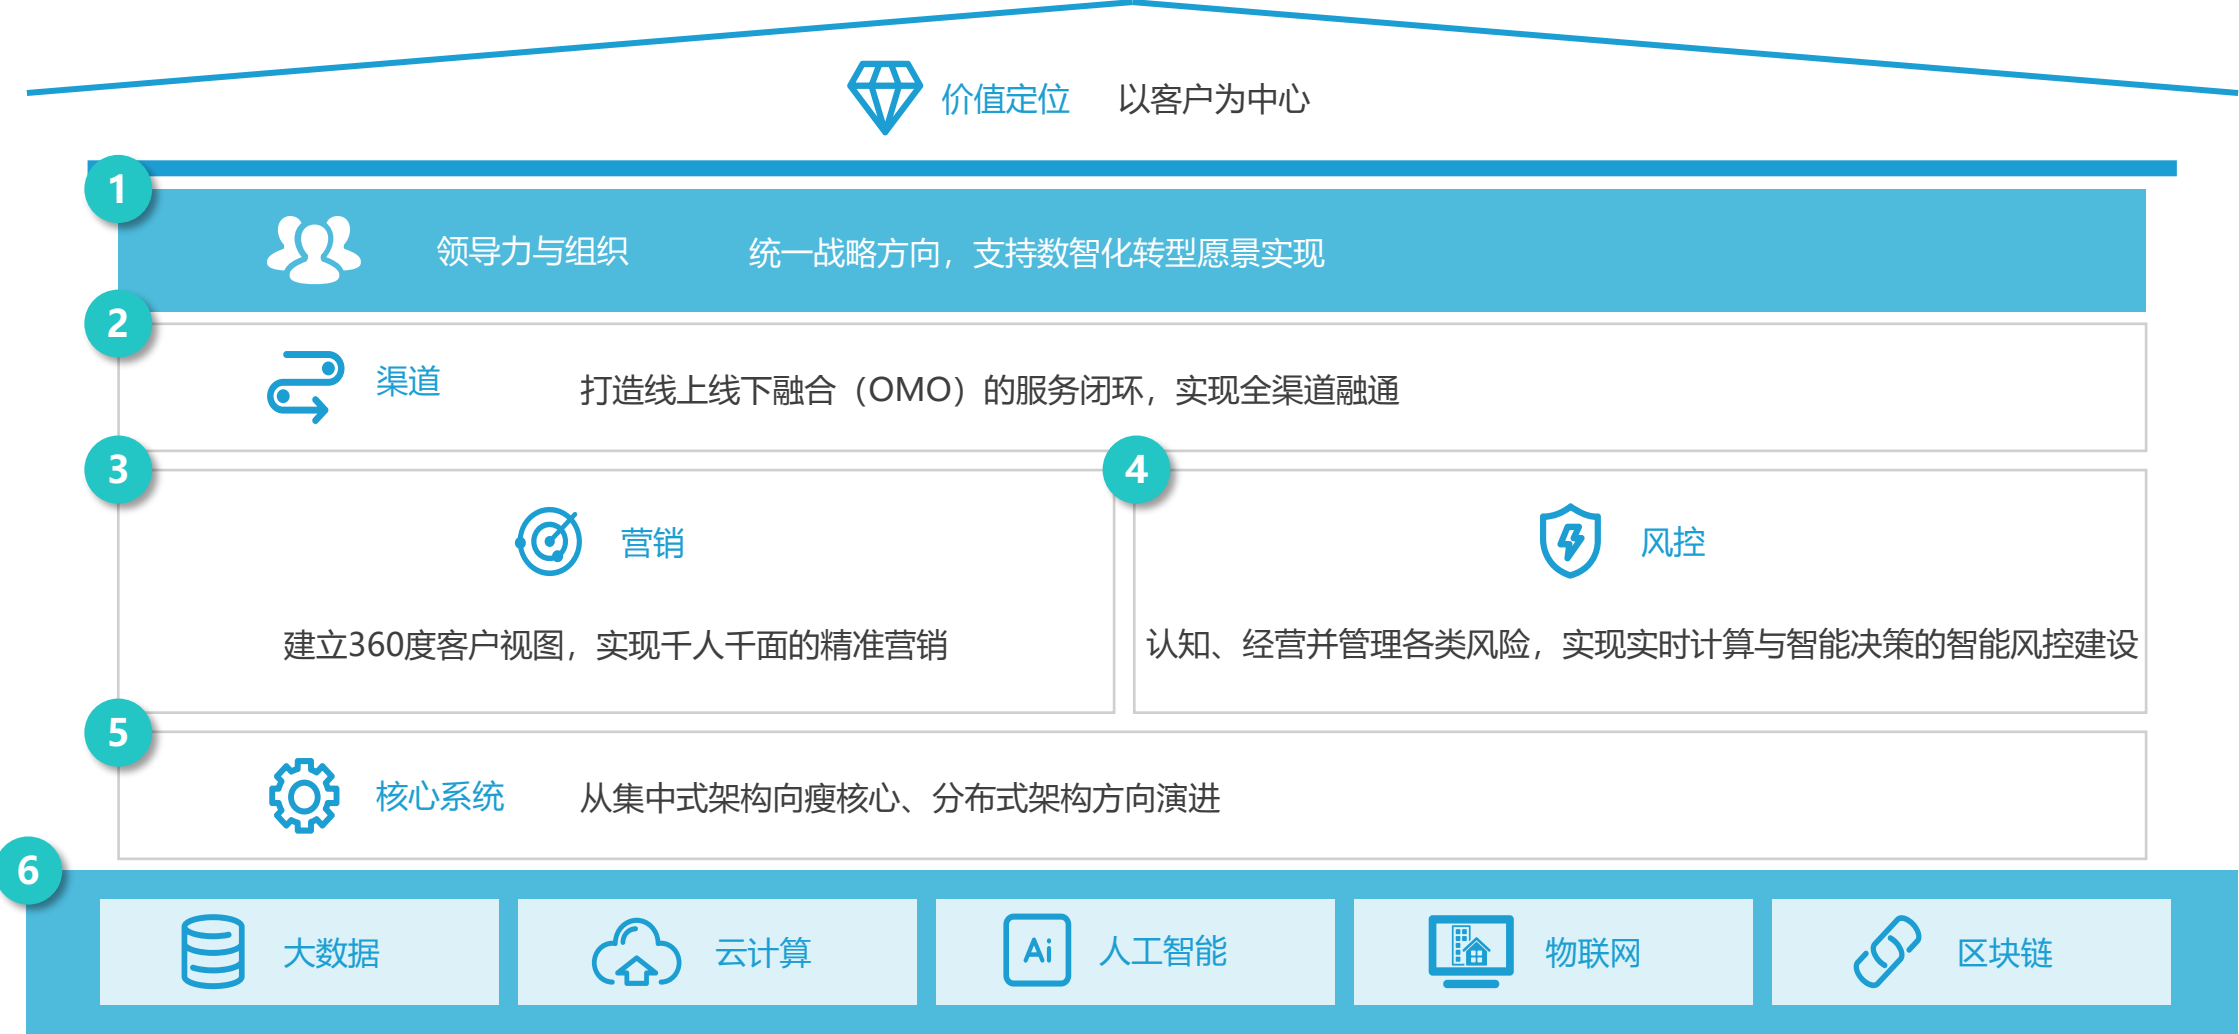 价值定位 以客户为中心
1
领导力与组织 统一战略方向，支持数智化转型愿景实现
2
渠道 打造线上线下融合（OMO）的服务闭环，实现全渠道融通
3
营销
建立360度客户视图，实现千人千面的精准营销
4
风控
认知、经营并管理各类风险，实现实时计算与智能决策的智能风控建设
5
核心系统 从集中式架构向瘦核心、分布式架构方向演进
6
大数据
云计算
Ai 人工智能
物联网
区块链